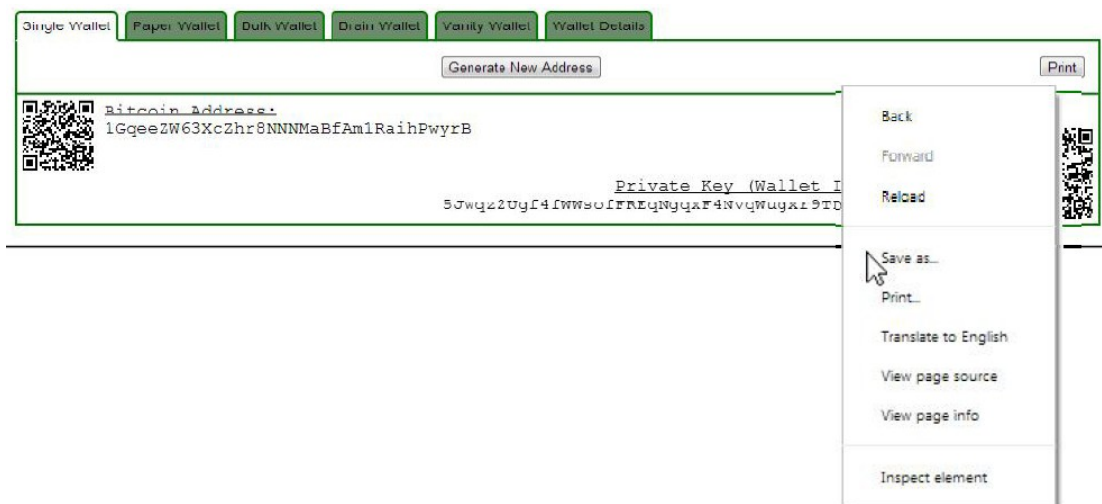 Single Wallet Paper Wallet Bulk Wallet Brain Wallet Vanity Wallet Wallet Details
Generate New Address Print
Bitcoin Address:
1GqeeZW63XcZhr8NNNMaBfAm1RaihPwyrB
Private Key (Wallet I
Back
Forward
Reload
Save as...
Print...
Translate to English
View page source
View page info
Inspect element